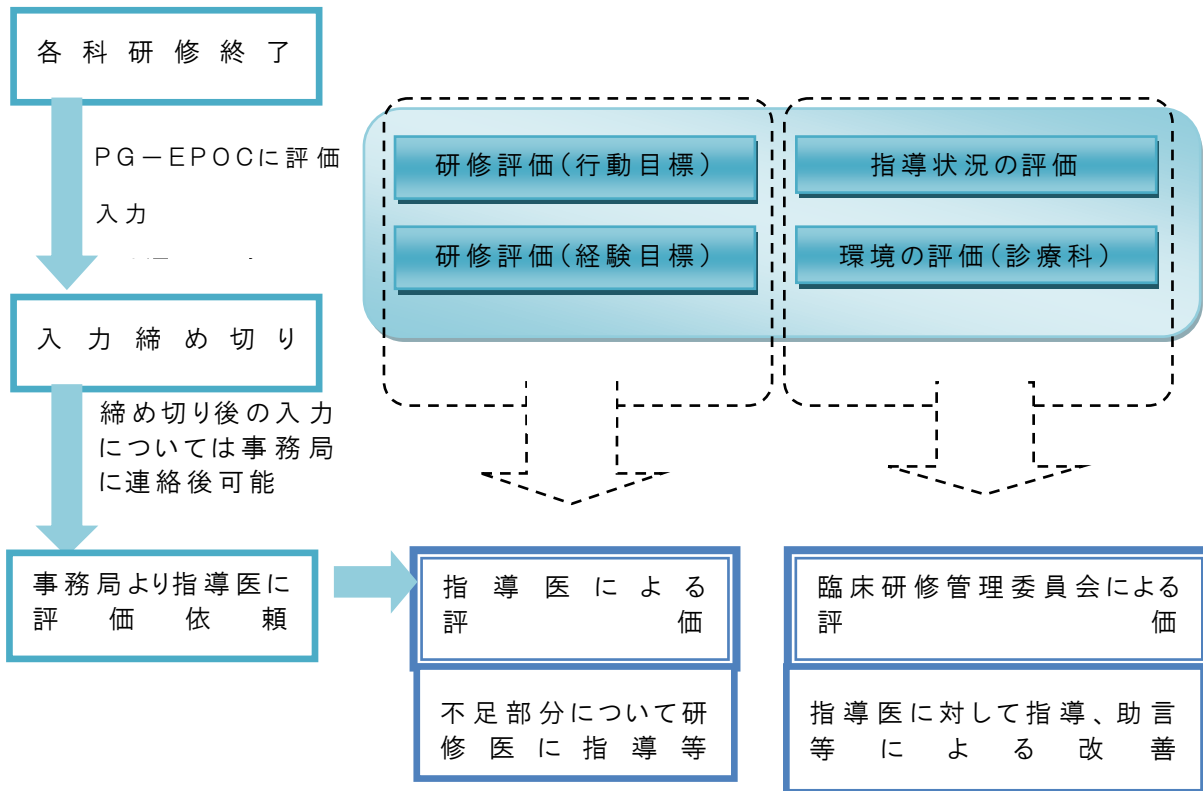 各科研修終了
PG－EPOCに評価
入力
入力締め切り
締め切り後の入力
については事務局
に連絡後可能
事務局より指導医に
評価依頼
研修評価（行動目標）
研修評価（経験目標）
指導状況の評価
環境の評価（診療科）
指導医による
評価
不足部分について研
修医に指導等
臨床研修管理委員会による
評価
指導医に対して指導、助言
等による改善